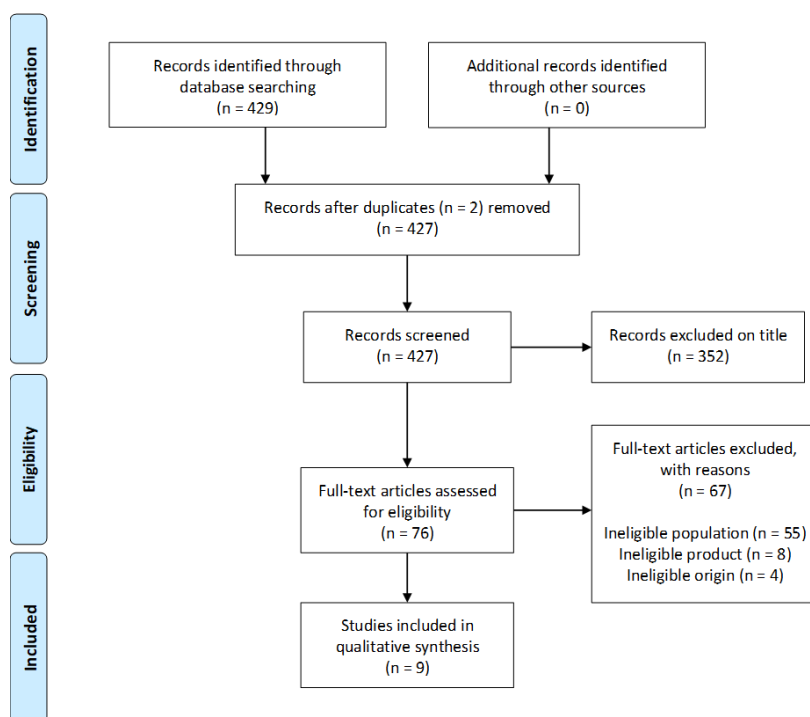 Identification
Records identified through
database searching
(n = 429)
Additional records identified
through other sources
(n = 0)
Screening
Records after duplicates (n = 2) removed
(n = 427)
Records screened
(n = 427)
Records excluded on title
(n = 352)
Eligibility
Full-text articles assessed
for eligibility
(n = 76)
Full-text articles excluded,
with reasons
(n = 67)
Ineligible population (n = 55)
Ineligible product (n = 8)
Ineligible origin (n = 4)
Included
Studies included in
qualitative synthesis
(n = 9)